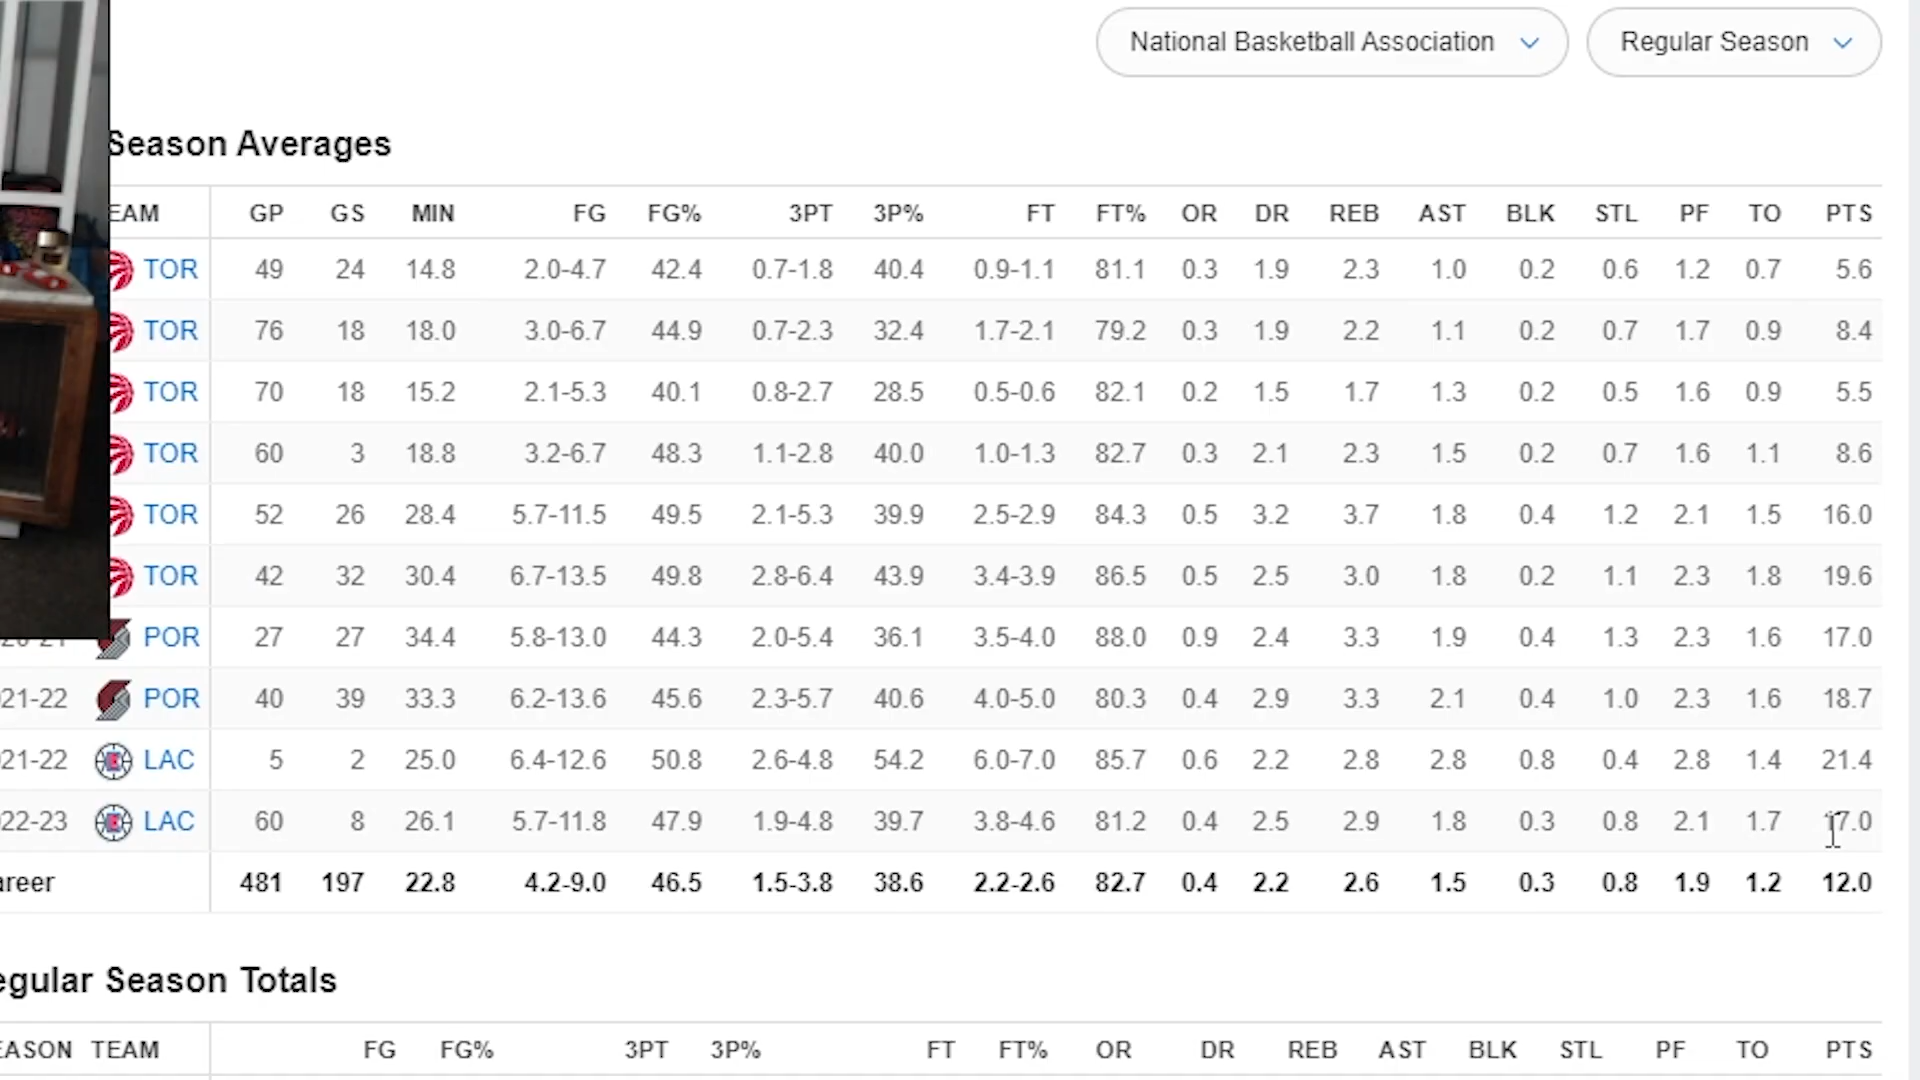 National Basketball Association Regular Season
Season Averages
EAM GP GS MIN FG FG% 3PT 3P% FT FT% OR DR REB AST BLK STL PF TO PTS
TOR 49 24 14.8 2.0-4.7 42.4 0.7-1.8 40.4 0.9-1.1 81.1 0.3 1.9 2.3 1.0 0.2 0.6 1.2 0.7 5.6
TOR 76 18 18.0 3.0-6.7 44.9 0.7-2.3 32.4 1.7-2.1 79.2 0.3 1.9 2.2 1.1 0.2 0.7 1.7 0.9 8.4
TOR 70 18 15.2 2.1-5.3 40.1 0.8-2.7 28.5 0.5-0.6 82.1 0.2 1.5 1.7 1.3 0.2 0.5 1.6 0.9 5.5
TOR 60 3 18.8 3.2-6.7 48.3 1.1-2.8 40.0 1.0-1.3 82.7 0.3 2.1 2.3 1.5 0.2 0.7 1.6 1.1 8.6
TOR 52 26 28.4 5.7-11.5 49.5 2.1-5.3 39.9 2.5-2.9 84.3 0.5 3.2 3.7 1.8 0.4 1.2 2.1 1.5 16.0
TOR 42 32 30.4 6.7-13.5 49.8 2.8-6.4 43.9 3.4-3.9 86.5 0.5 2.5 3.0 1.8 0.2 1.1 2.3 1.8 19.6
POR 27 27 34.4 5.8-13.0 44.3 2.0-5.4 36.1 3.5-4.0 88.0 0.9 2.4 3.3 1.9 0.4 1.3 2.3 1.6 17.0
21-22 POR 40 39 33.3 6.2-13.6 45.6 2.3-5.7 40.6 4.0-5.0 80.3 0.4 2.9 3.3 2.1 0.4 1.0 2.3 1.6 18.7
21-22 LAC 5 2 25.0 6.4-12.6 50.8 2.6-4.8 54.2 6.0-7.0 85.7 0.6 2.2 2.8 2.8 0.8 0.4 2.8 1.4 21.4
22-23 LAC 60 8 26.1 5.7-11.8 47.9 1.9-4.8 39.7 3.8-4.6 81.2 0.4 2.5 2.9 1.8 0.3 0.8 2.1 1.7 17.0
areer 481 197 22.8 4.2-9.0 46.5 1.5-3.8 38.6 2.2-2.6 82.7 0.4 2.2 2.6 1.5 0.3 0.8 1.9 1.2 12.0
egular Season Totals
EASON TEAM FG FG% 3PT 3P% FT FT% OR DR REB AST BLK STL PF TO PTS